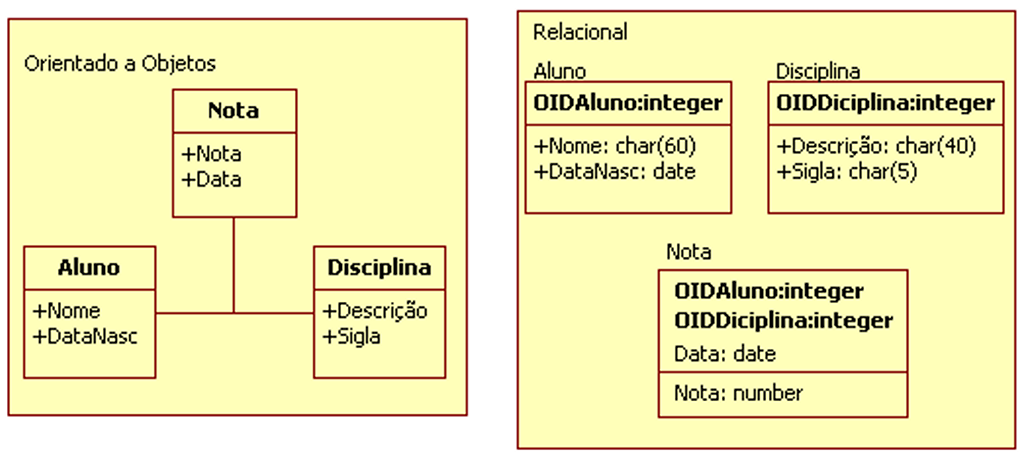 Orientado a Objetos
Nota
+Nota
+Data
Aluno
+Nome
+DataNasc
Disciplina
+Descrição
+Sigla
Relacional
Aluno
OIDAluno:integer
+Nome: char(60)
+DataNasc: date
Disciplina
OIDDiciplina:integer
+Descrição: char(40)
+Sigla: char(5)
Nota
OIDAluno:integer
OIDDiciplina:integer
Data: date
Nota: number